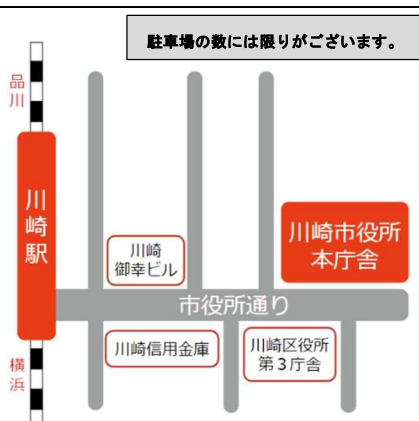 駐車場の数には限りがございます。
品川
川崎駅
川崎
御幸ビル
川崎市役所
本庁舎
市役所通り
川崎信用金庫
川崎区役所
第3庁舎
横浜